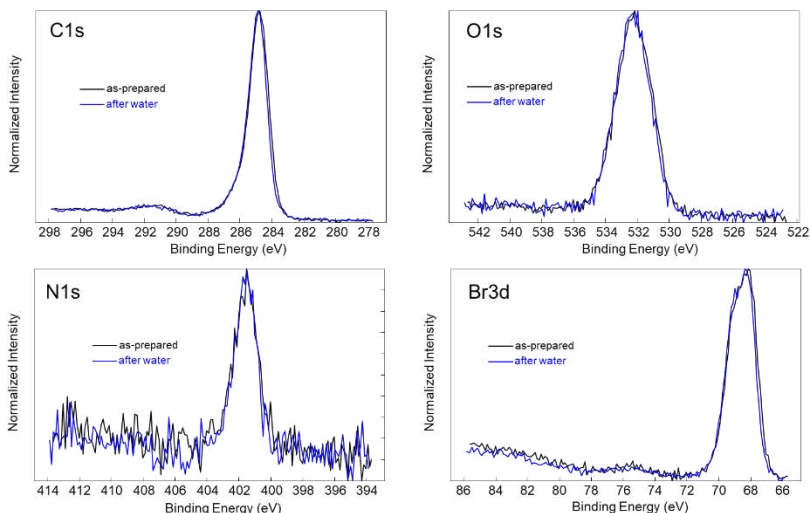 C1s
as-prepared
after water
Normalized Intensity
298 296 294 292 290 288 286 284 282 280 278
Binding Energy (eV)
O1s
as-prepared
after water
Normalized Intensity
542 540 538 536 534 532 530 528 526 524 522
Binding Energy (eV)
N1s
as-prepared
after water
Normalized Intensity
414 412 410 408 406 404 402 400 398 396 394
Binding Energy (eV)
Br3d
as-prepared
after water
Normalized Intensity
86 84 82 80 78 76 74 72 70 68 66
Binding Energy (eV)